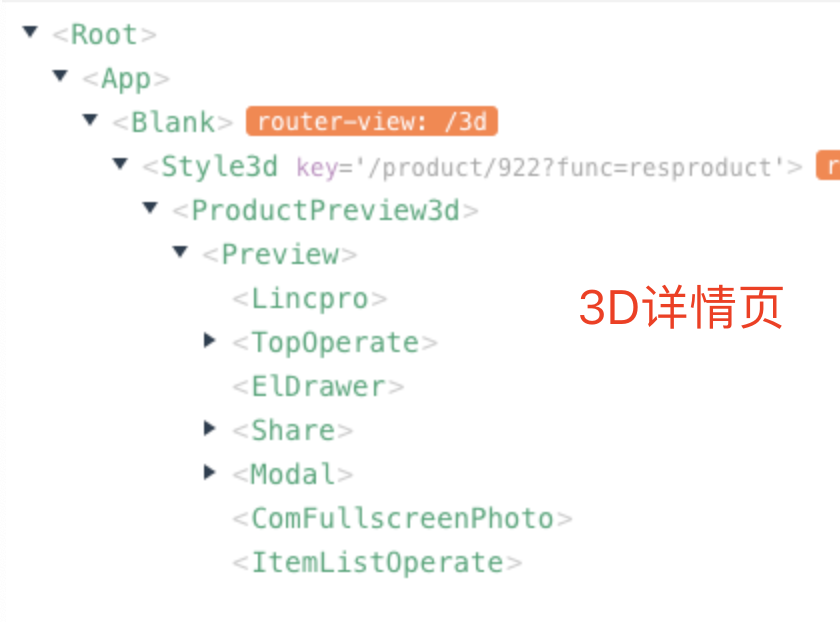 <Root>
<App>
<Blank> router-view: /3d
<Style3d key='/product/922?func=resproduct'> r
<ProductPreview3d>
<Preview>
<Lincpro>
3D详情页
<TopOperate>
<ElDrawer>
<Share>
<Modal>
<ComFullscreenPhoto>
<ItemListOperate>